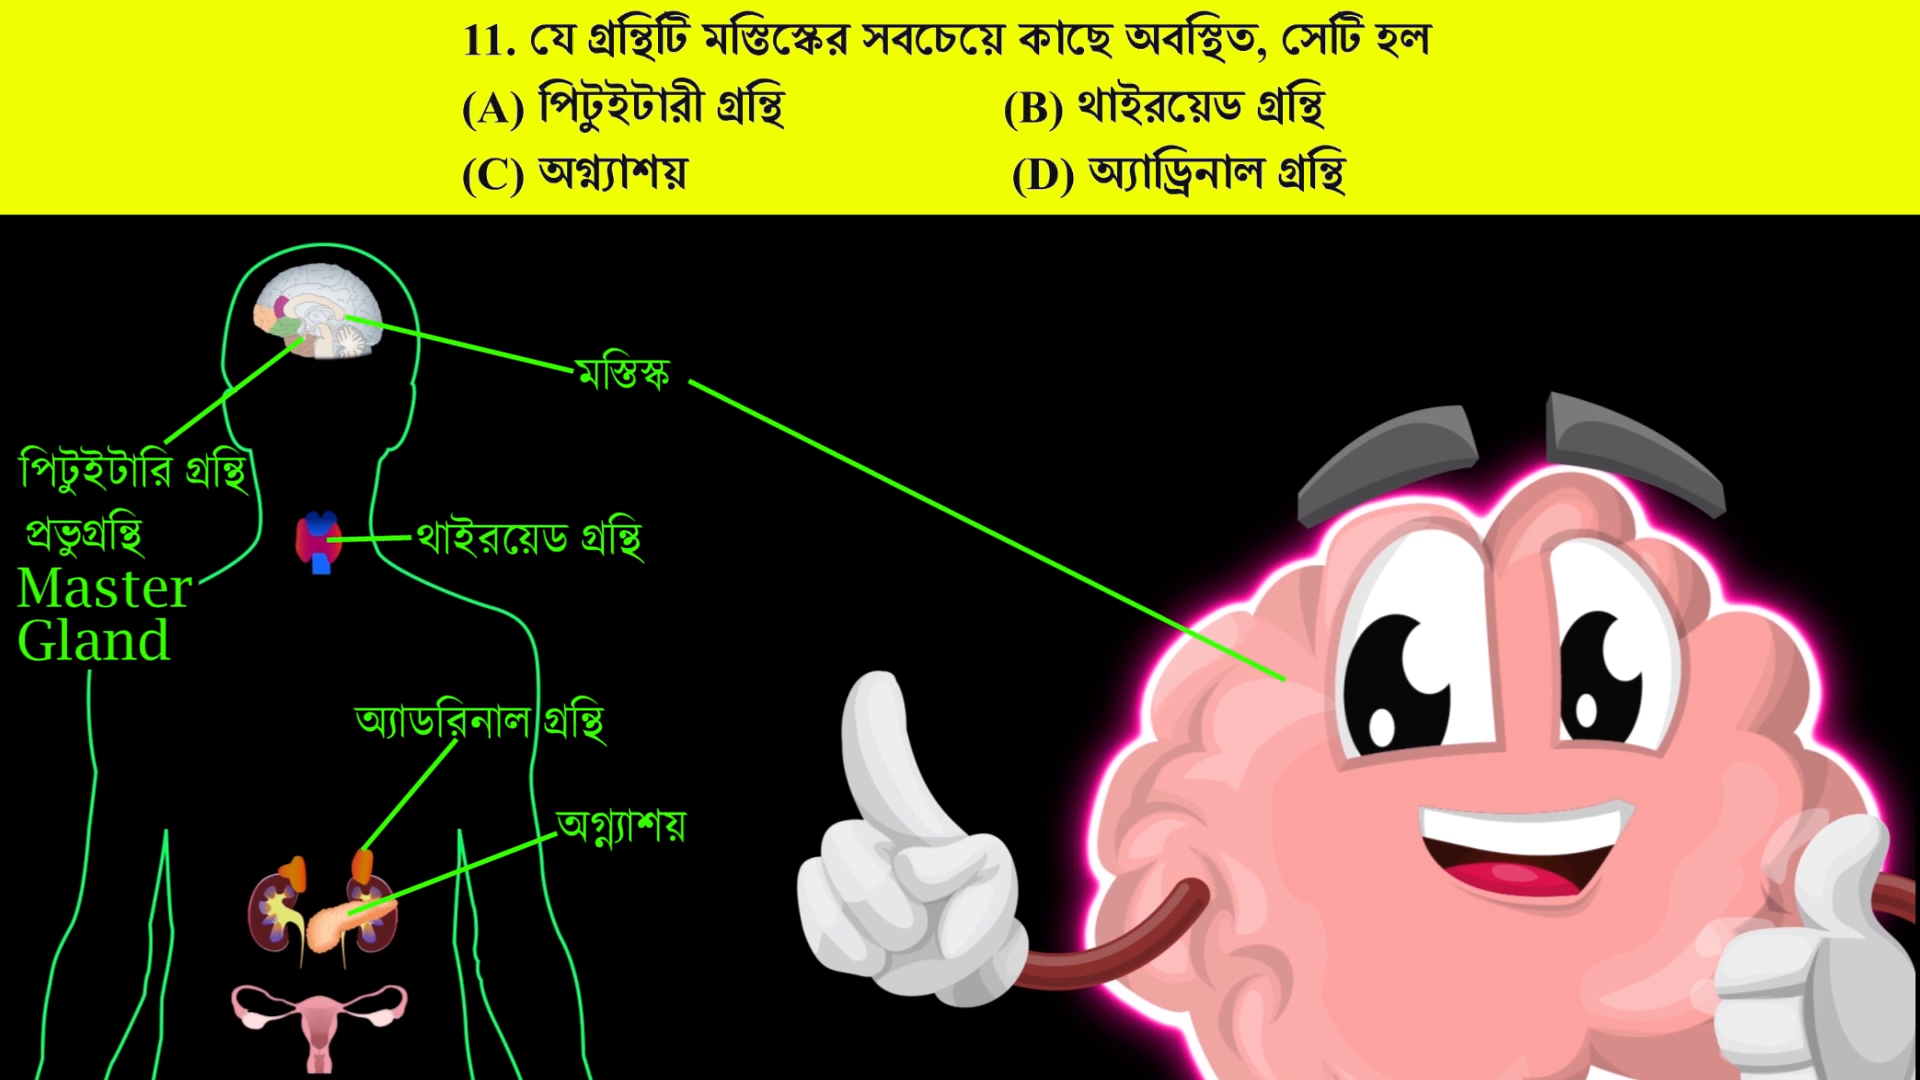 11. যে গ্রন্থিটি মস্তিস্কের সবচেয়ে কাছে অবস্থিত, সেটি হল
(A) পিটুইটারী গ্রন্থি (B) থাইরয়েড গ্রন্থি
(C) অগ্ন্যাশয় (D) অ্যাড্রিনাল গ্রন্থি
মস্তিস্ক
পিটুইটারি গ্রন্থি
প্রভুগ্রন্থি
Master
Gland
থাইরয়েড গ্রন্থি
অ্যাডরিনাল গ্রন্থি
অগ্ন্যাশয়